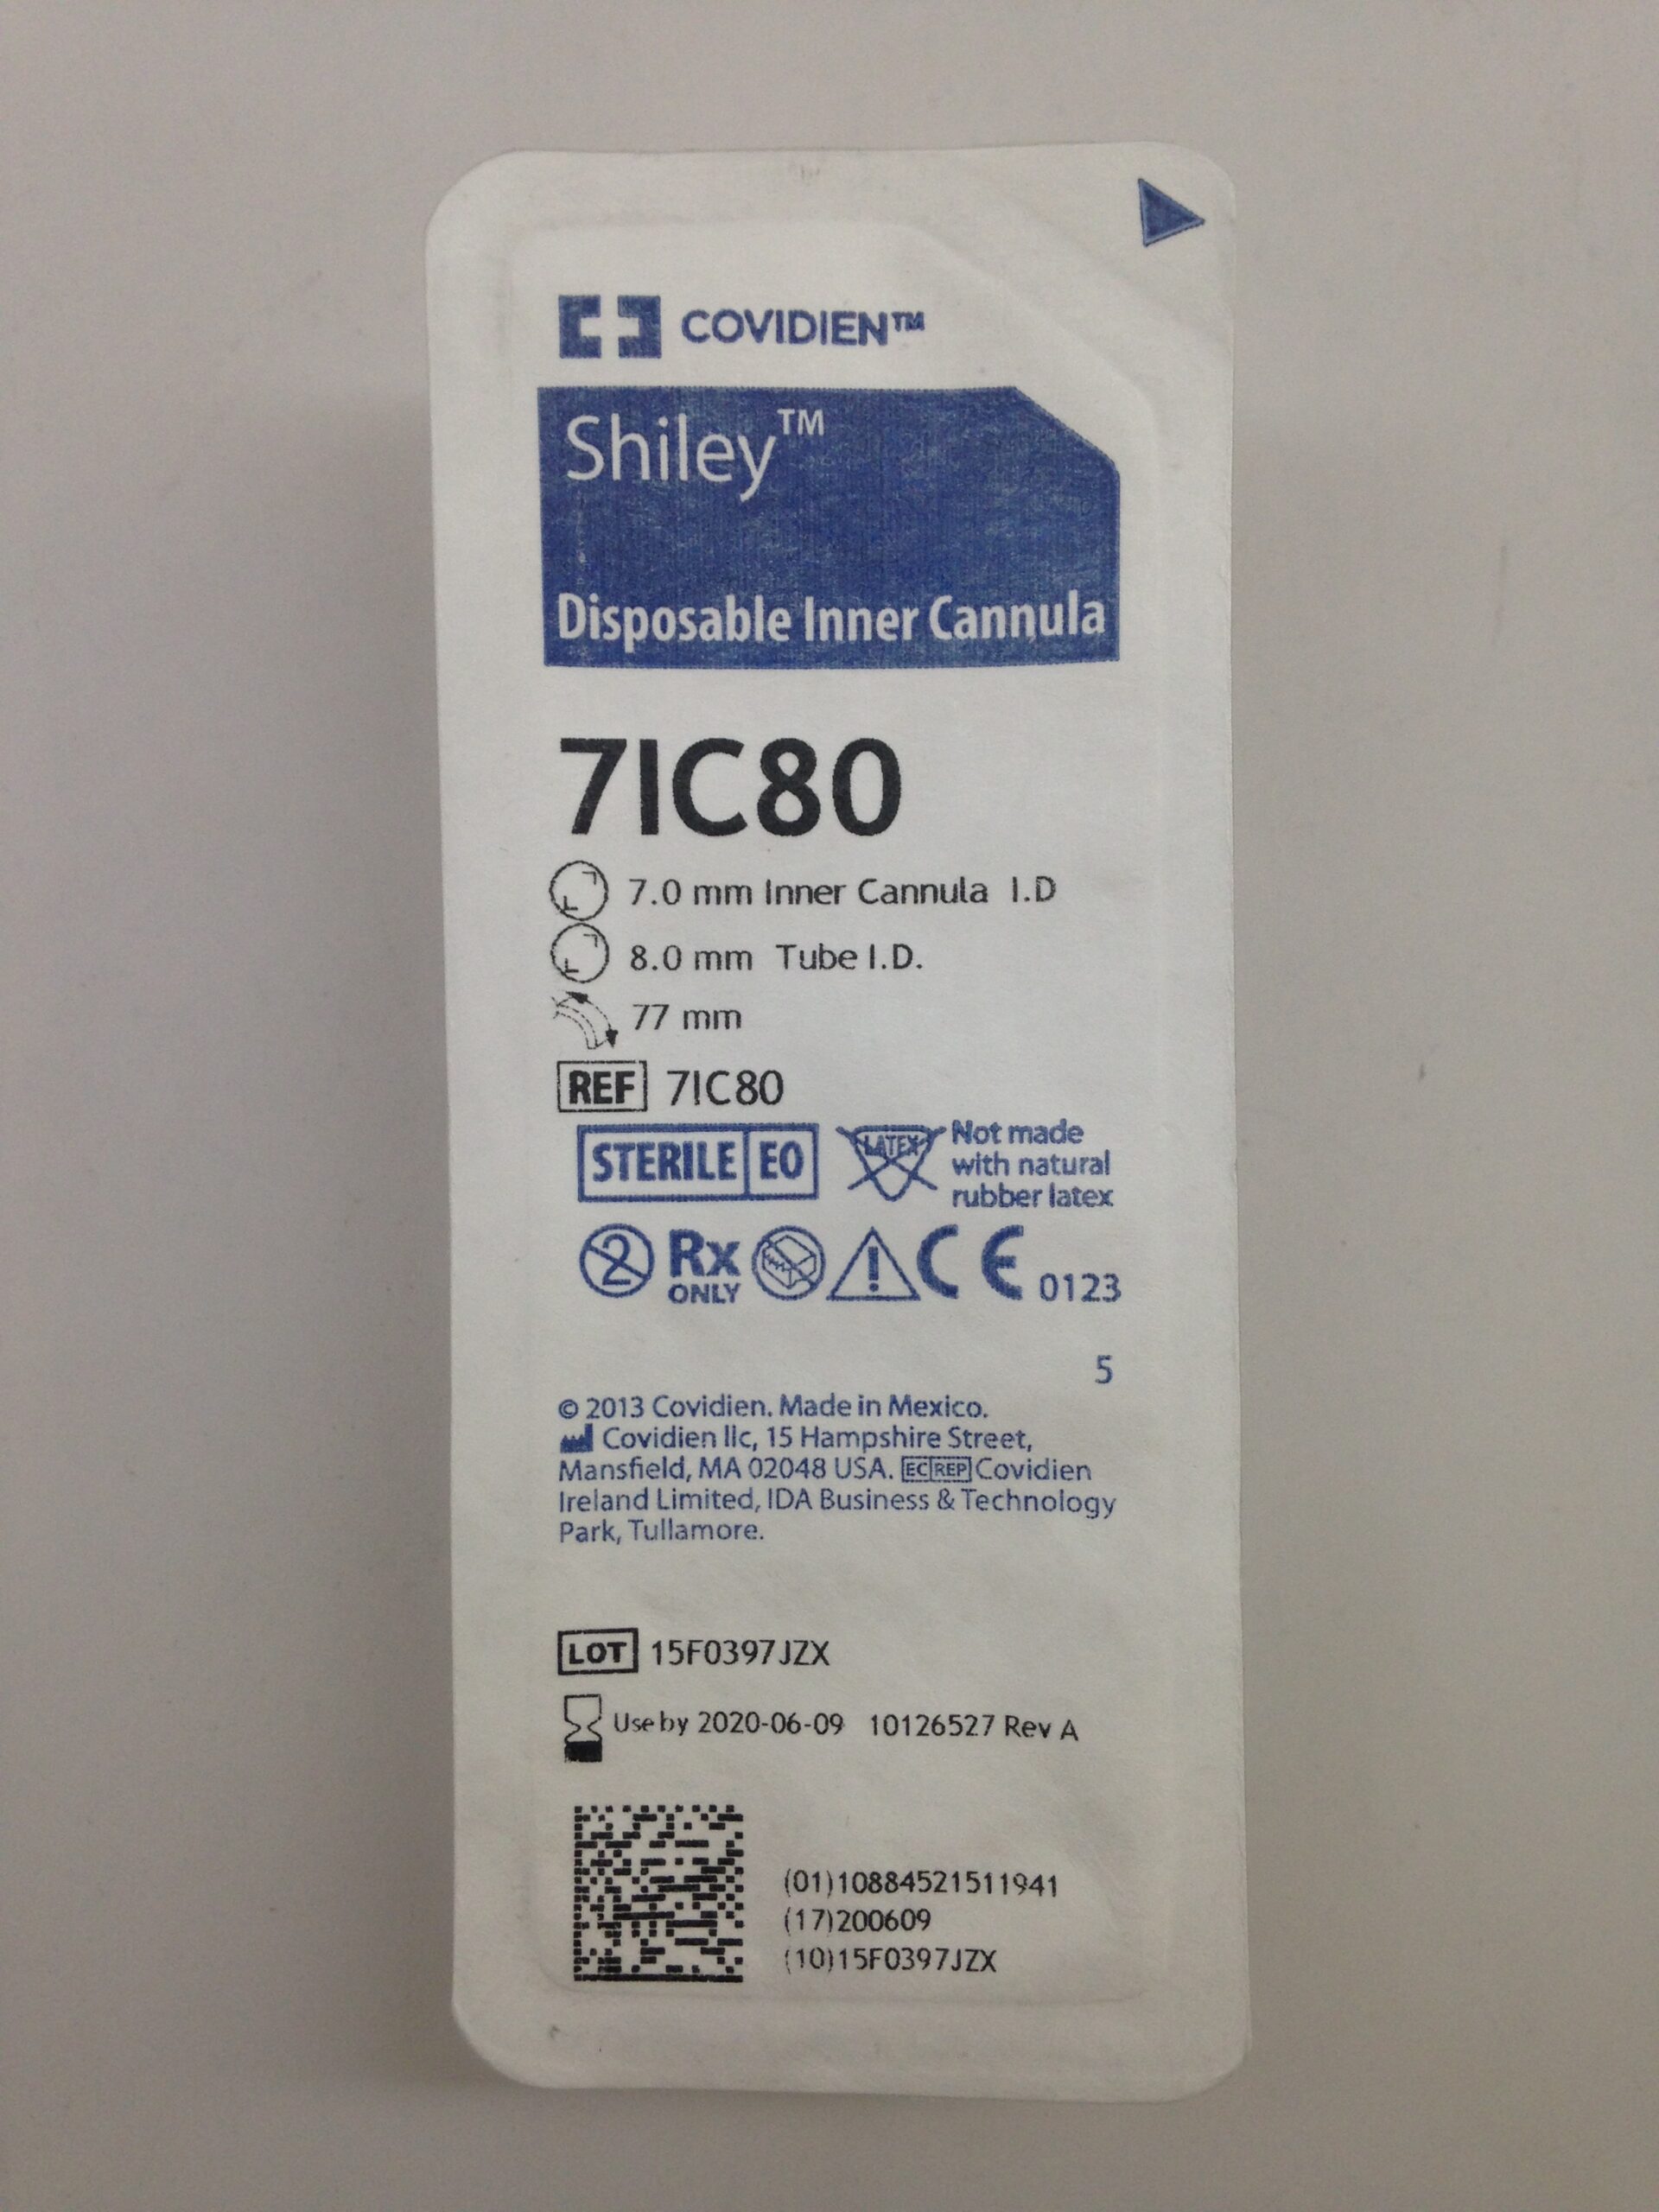 COVIDIEN™
Shiley™
Disposable Inner Cannula
7IC80
7.0 mm Inner Cannula I.D
8.0 mm Tube I.D.
77 mm
REF 7IC80
STERILE EO LATEX Not made
with natural
rubber latex
2 Rx ONLY ! CE 0123
5
© 2013 Covidien. Made in Mexico.
Covidien llc, 15 Hampshire Street,
Mansfield, MA 02048 USA. EC REP Covidien
Ireland Limited, IDA Business & Technology
Park, Tullamore.
LOT 15F0397JZX
Use by 2020-06-09 10126527 Rev A
(01)10884521511941
(17)200609
(10)15F0397JZX